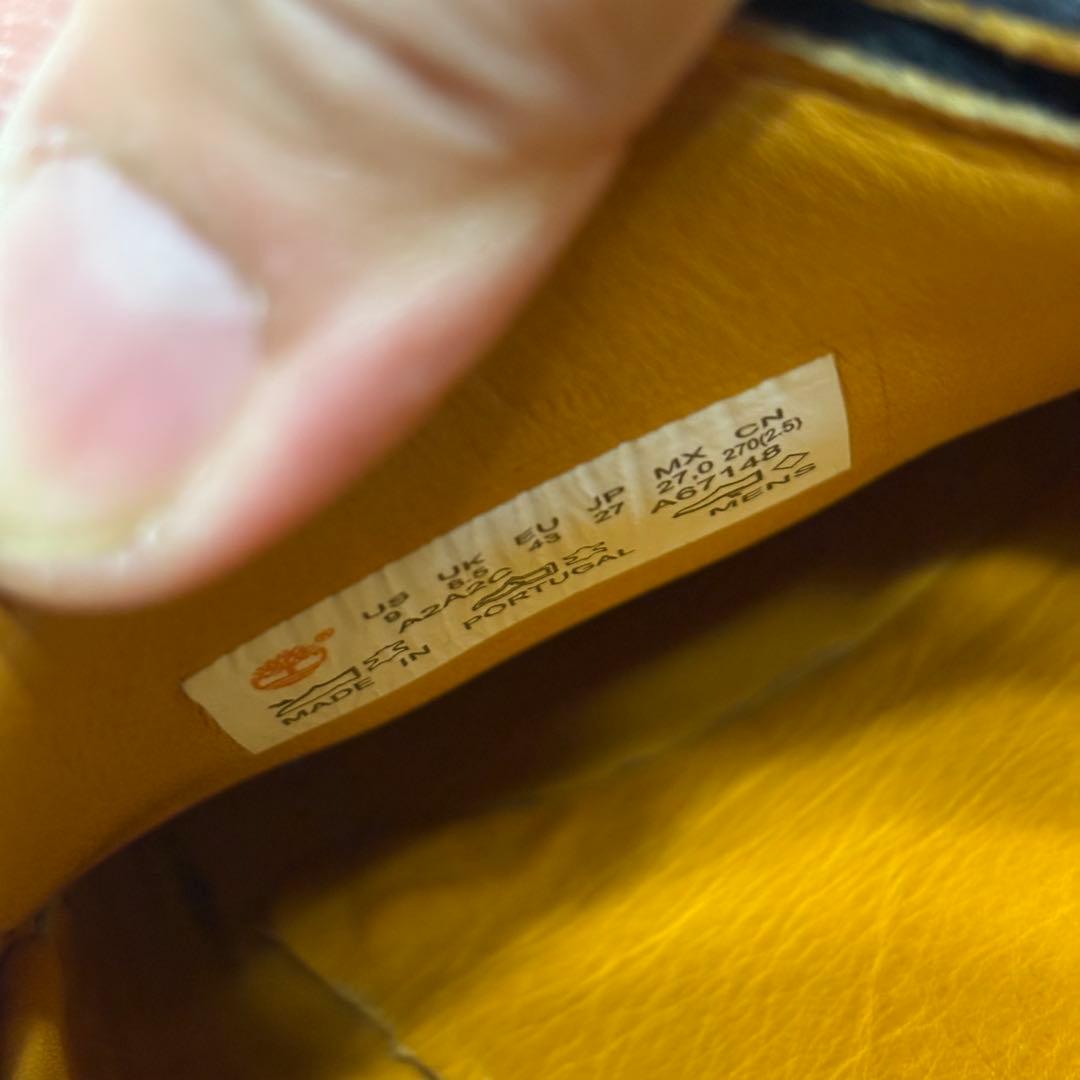 US UK EU JP MX CN
9 8.5 43 27 27.0 270(2.5)
A2A2C A67148
MADE IN PORTUGAL MENS